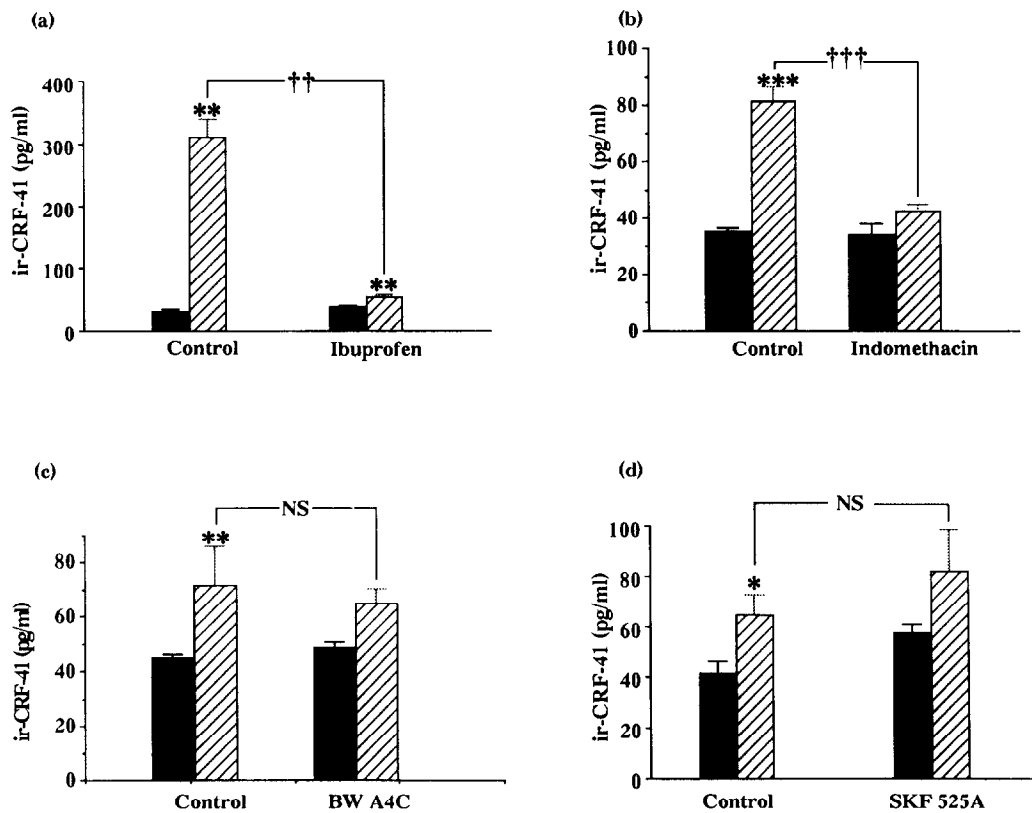 (a)
ir-CRF-41 (pg/ml)
400
300
200
100
0
††
**
**
Control
Ibuprofen
(b)
ir-CRF-41 (pg/ml)
100
80
60
40
20
0
†††
***
Control
Indomethacin
(c)
ir-CRF-41 (pg/ml)
80
60
40
20
0
NS
**
Control
BW A4C
(d)
ir-CRF-41 (pg/ml)
100
80
60
40
20
0
NS
*
Control
SKF 525A